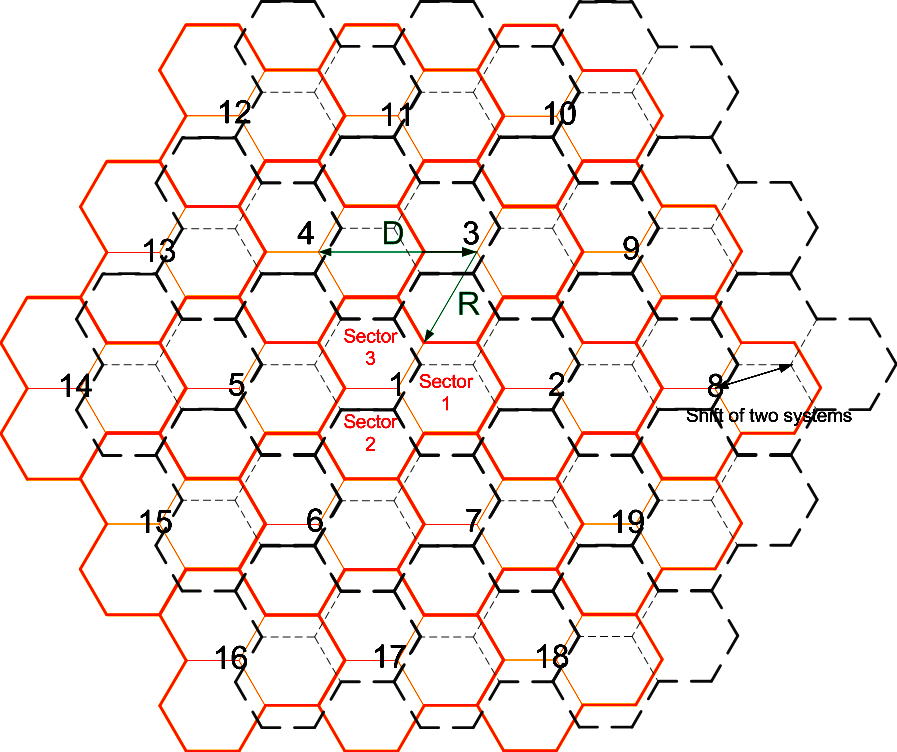 12 11 10
4 D 3 9
13
R
Sector
3
14 5 1 Sector
1 2 8
Shift of two systems
Sector
2
15 6 7 19
16 17 18